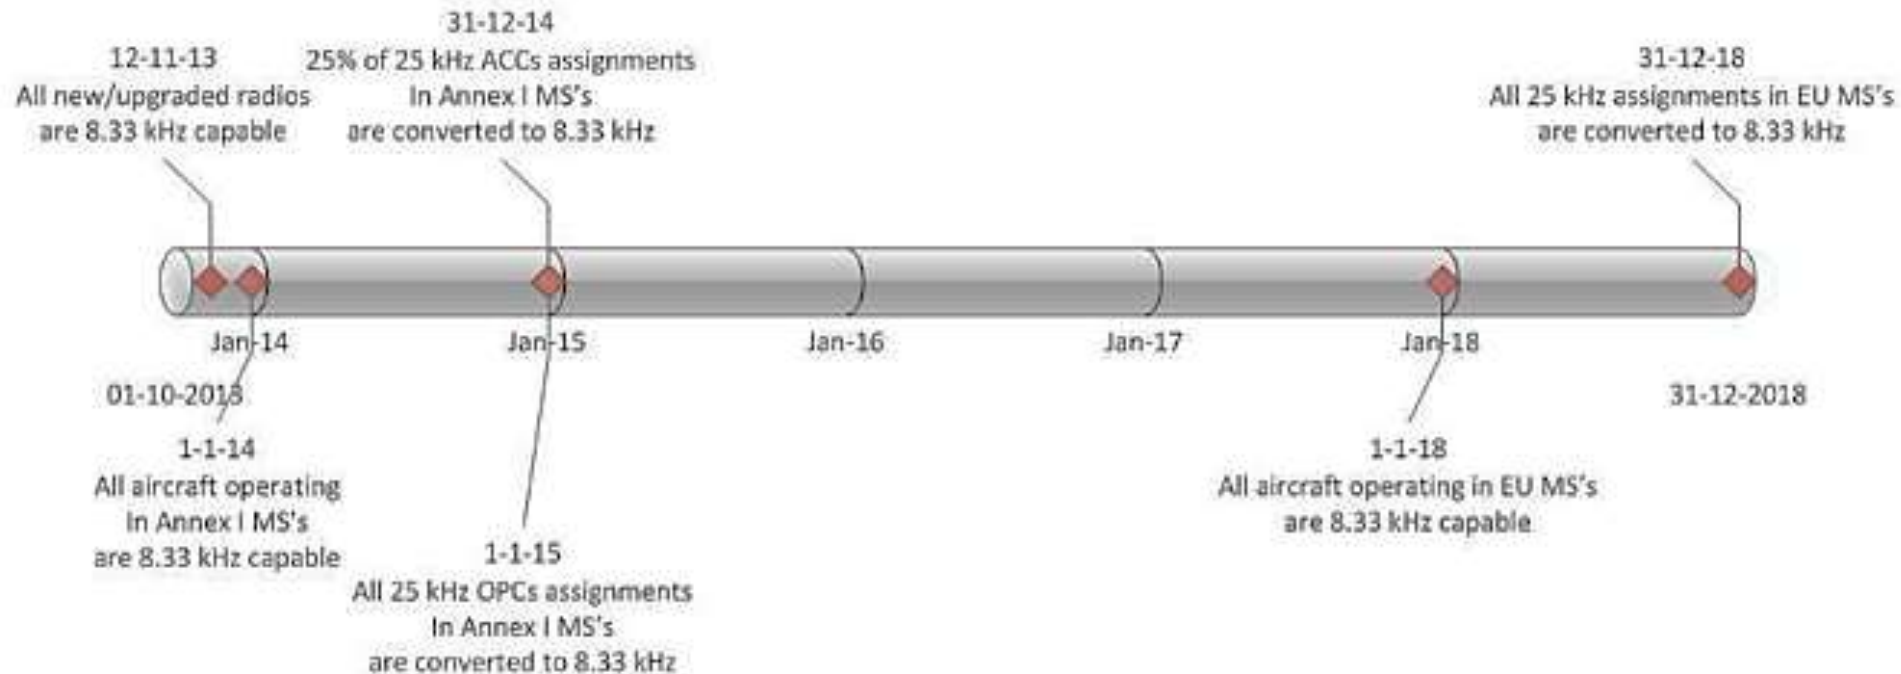 12-11-13
All new/upgraded radios
are 8.33 kHz capable
31-12-14
25% of 25 kHz ACCs assignments
In Annex I MS's
are converted to 8.33 kHz
31-12-18
All 25 kHz assignments in EU MS's
are converted to 8.33 kHz
Jan-14
Jan-15
Jan-16
Jan-17
Jan-18
01-10-2013
31-12-2018
1-1-14
All aircraft operating
In Annex I MS's
are 8.33 kHz capable
1-1-15
All 25 kHz OPCs assignments
In Annex I MS's
are converted to 8.33 kHz
1-1-18
All aircraft operating in EU MS's
are 8.33 kHz capable